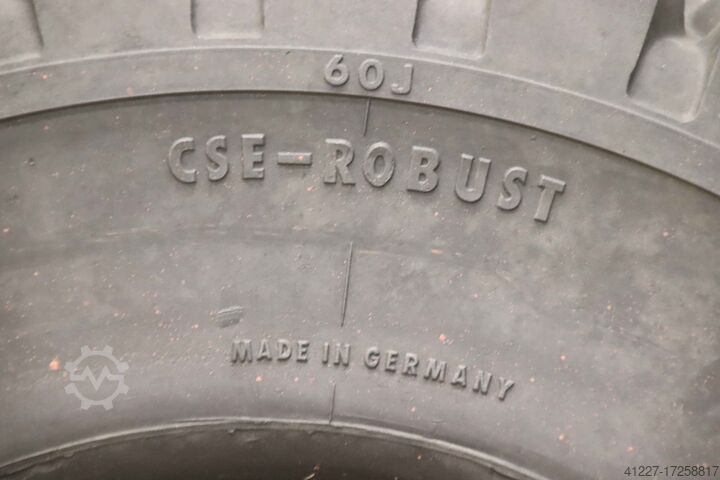 60J
CSE-ROBUST
MADE IN GERMANY
41227-17258817